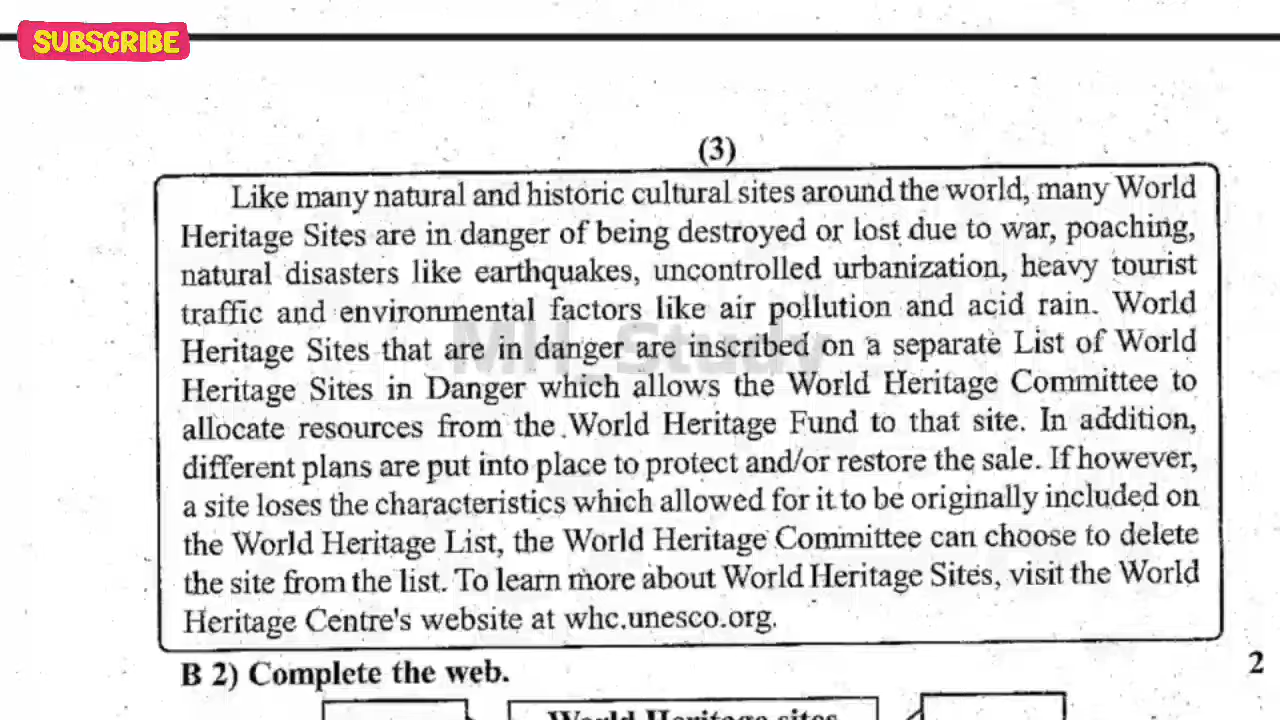 SUBSCRIBE
(3)
Like many natural and historic cultural sites around the world, many World
Heritage Sites are in danger of being destroyed or lost due to war, poaching,
natural disasters like earthquakes, uncontrolled urbanization, heavy tourist
traffic and environmental factors like air pollution and acid rain. World
Heritage Sites that are in danger are inscribed on a separate List of World
Heritage Sites in Danger which allows the World Heritage Committee to
allocate resources from the World Heritage Fund to that site. In addition,
different plans are put into place to protect and/or restore the sale. If however,
a site loses the characteristics which allowed for it to be originally included on
the World Heritage List, the World Heritage Committee can choose to delete
the site from the list. To learn more about World Heritage Sites, visit the World
Heritage Centre's website at whc.unesco.org.
MH Study
B 2) Complete the web.
2
World Heritage sites